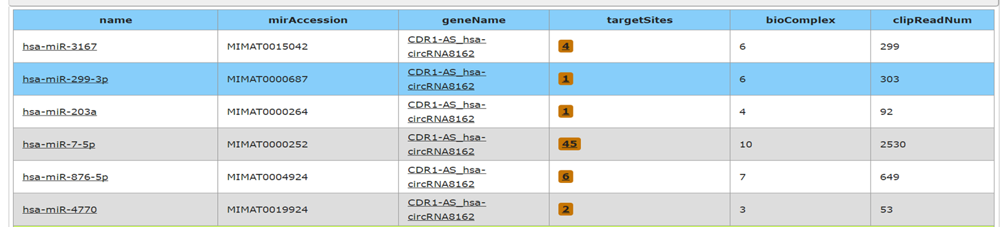 name mirAccession geneName targetSites bioComplex clipReadNum
hsa-miR-3167 MIMAT0015042 CDR1-AS_hsa-
circRNA8162 4 6 299
hsa-miR-299-3p MIMAT0000687 CDR1-AS_hsa-
circRNA8162 1 6 303
hsa-miR-203a MIMAT0000264 CDR1-AS_hsa-
circRNA8162 1 4 92
hsa-miR-7-5p MIMAT0000252 CDR1-AS_hsa-
circRNA8162 45 10 2530
hsa-miR-876-5p MIMAT0004924 CDR1-AS_hsa-
circRNA8162 6 7 649
hsa-miR-4770 MIMAT0019924 CDR1-AS_hsa-
circRNA8162 2 3 53